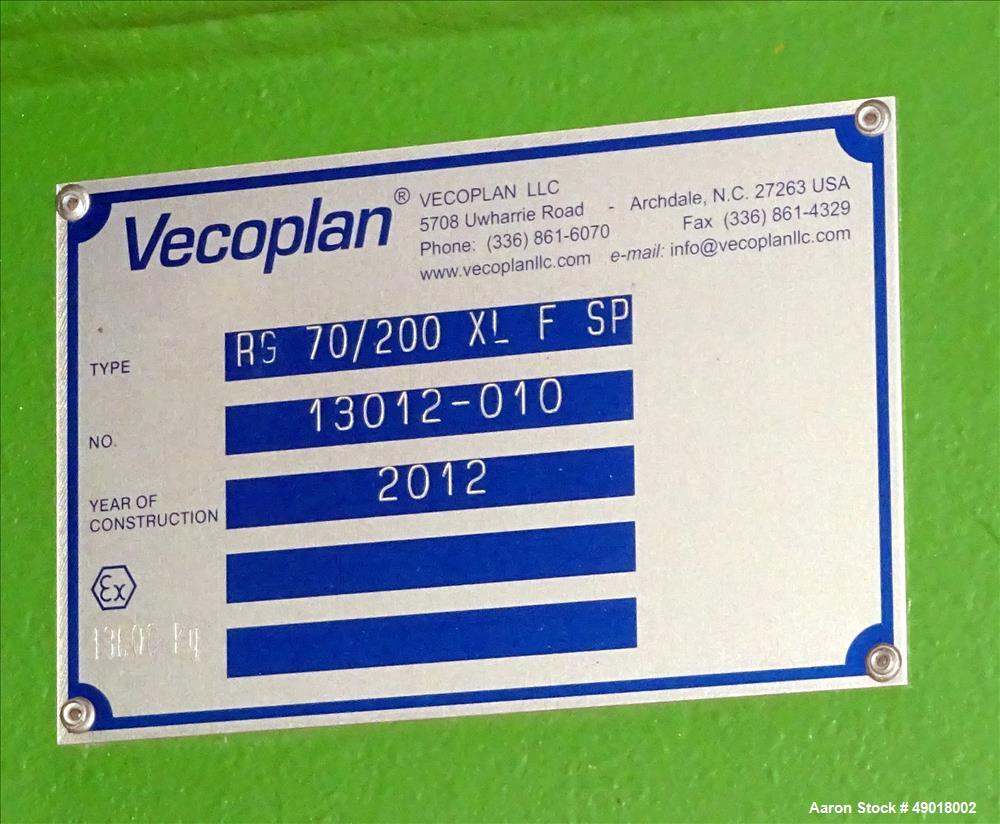 Vecoplan®
VECOPLAN LLC
5708 Uwharrie Road - Archdale, N.C. 27263 USA
Phone: (336) 861-6070 Fax (336) 861-4329
www.vecoplanllc.com e-mail: info@vecoplanllc.com
TYPE RG 70/200 XL F SP
NO. 13012-010
YEAR OF
CONSTRUCTION 2012
Ex
kg
Aaron Stock # 49018002